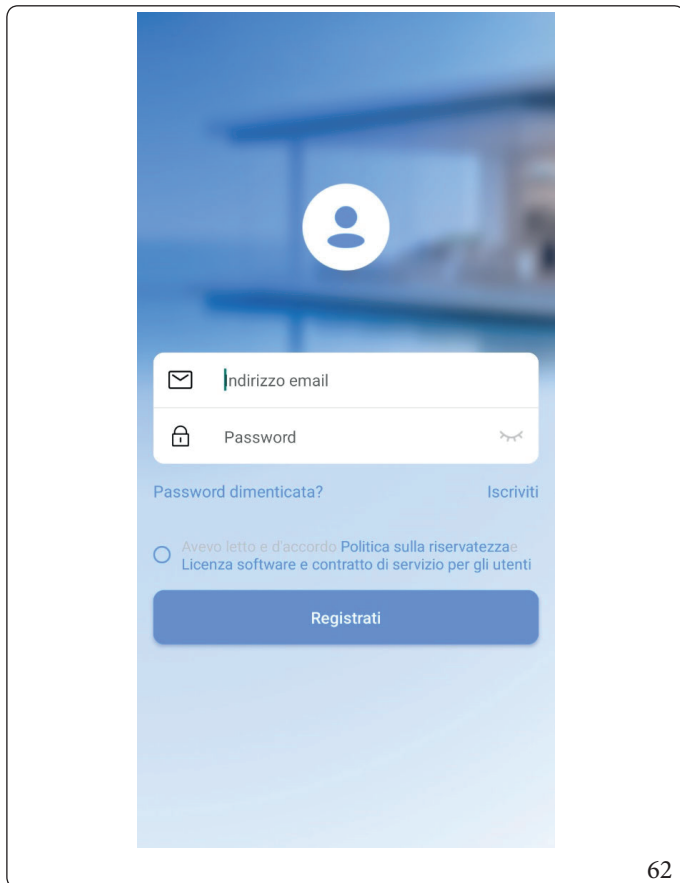 Indirizzo email
Password
Password dimenticata? Iscriviti
Avevo letto e d'accordo Politica sulla riservatezzae
Licenza software e contratto di servizio per gli utenti
Registrati
62